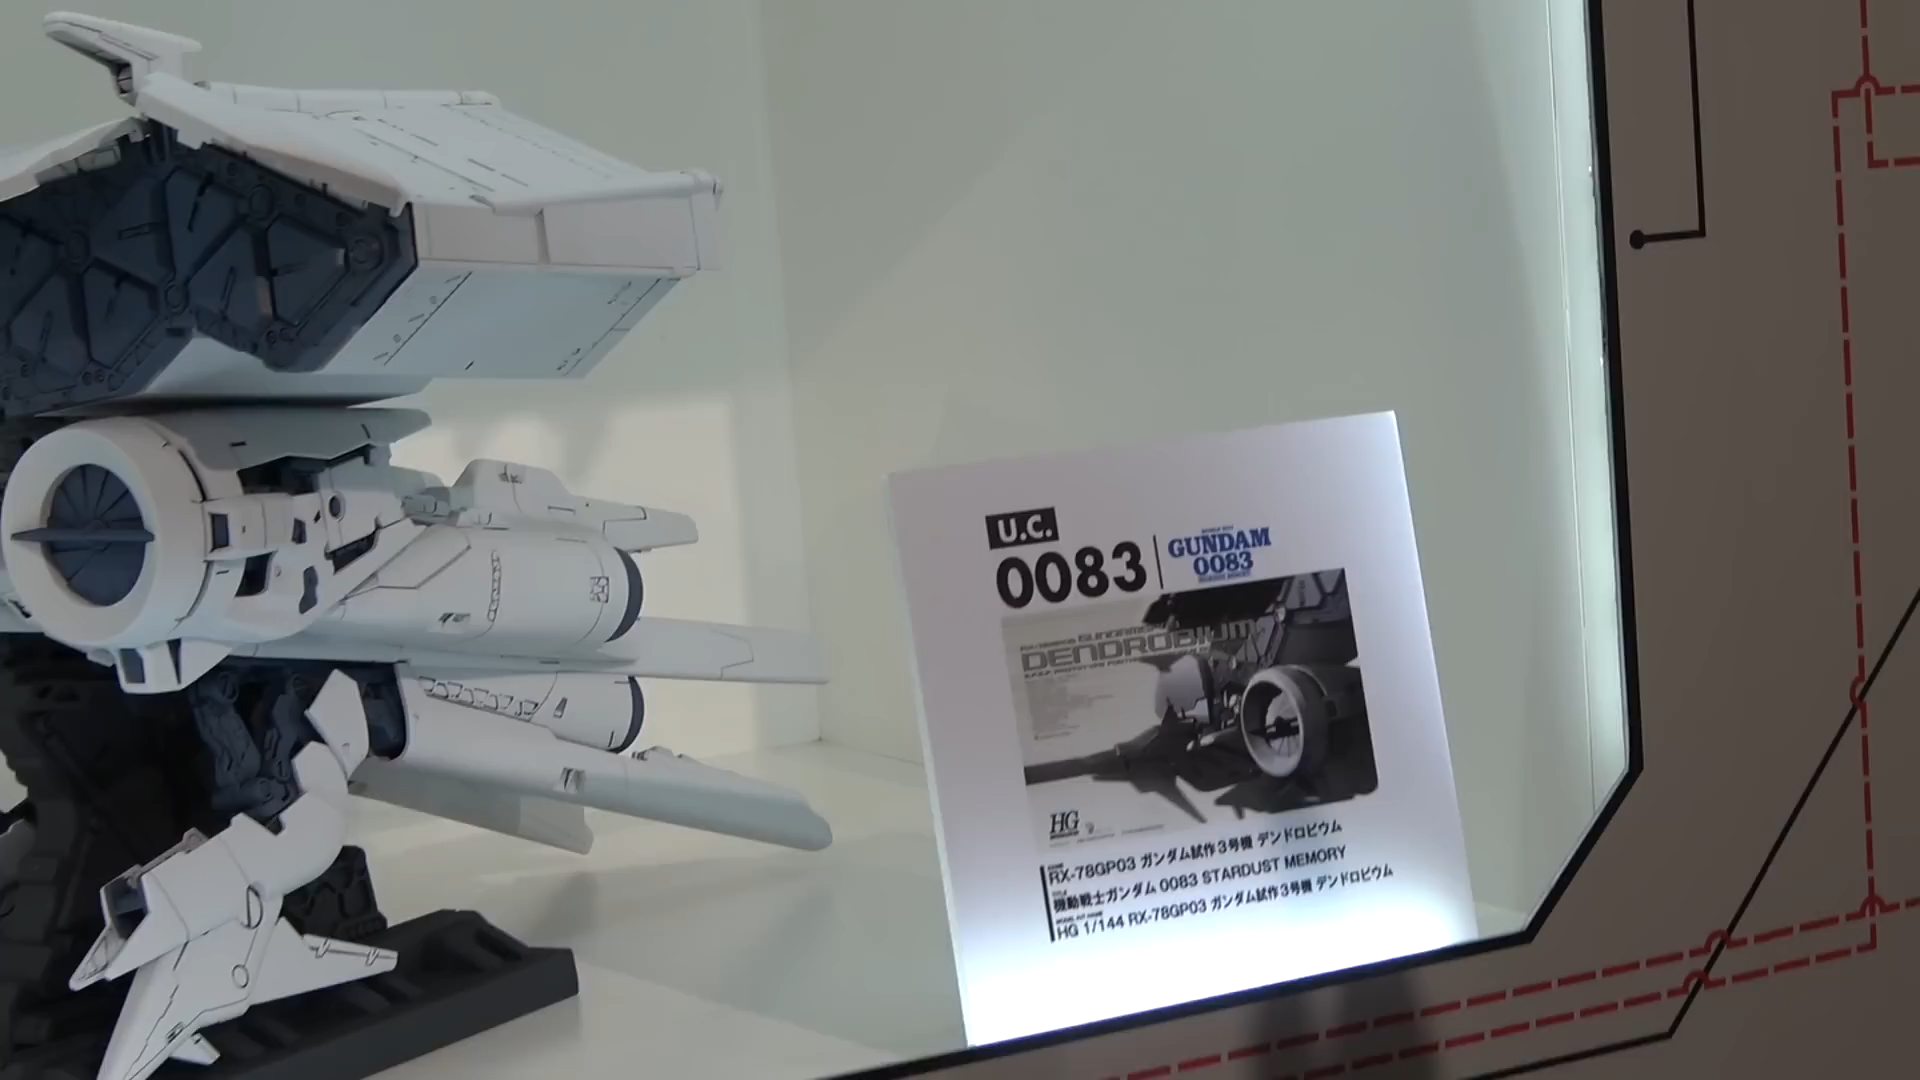 U.C.
0083
GUNDAM
0083
DENDROBIUM
HG
RX-78GP03 ガンダム試作3号機 デンドロビウム
機動戦士ガンダム 0083 STARDUST MEMORY
HG 1/144 RX-78GP03 ガンダム試作3号機 デンドロビウム